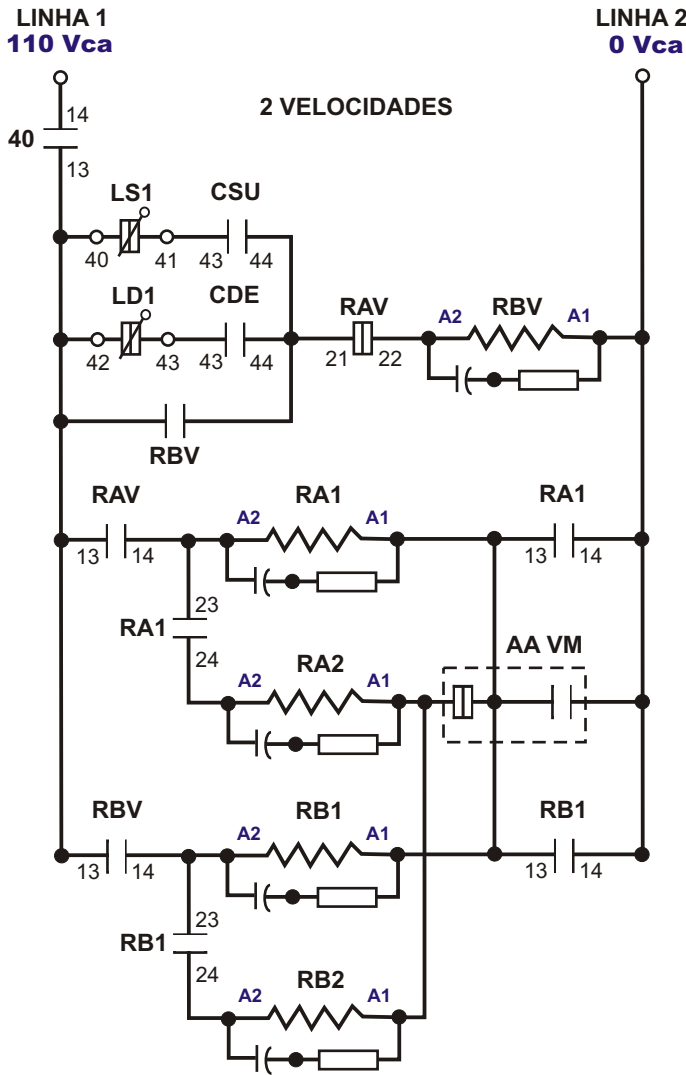 LINHA 1
110 Vca
LINHA 2
0 Vca
2 VELOCIDADES
14
40
13
LS1
CSU
40
41
43
44
LD1
CDE
RAV
RBV
A2
A1
42
43
43
44
21
22
RBV
RAV
RA1
RA1
A2
A1
13
14
13
14
23
RA1
24
RA2
AA VM
A2
A1
RBV
RB1
RB1
A2
A1
13
14
13
14
23
RB1
24
RB2
A2
A1